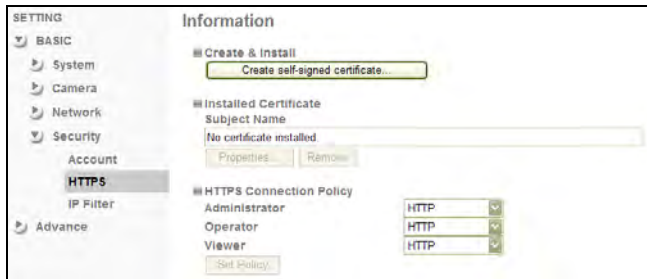 SETTING
BASIC
System
Camera
Network
Security
Account
HTTPS
IP Filter
Advance
Information
Create & Install
Create self-signed certificate...
Installed Certificate
Subject Name
No certificate installed.
Properties... Remove
HTTPS Connection Policy
Administrator HTTP
Operator HTTP
Viewer HTTP
Set Policy